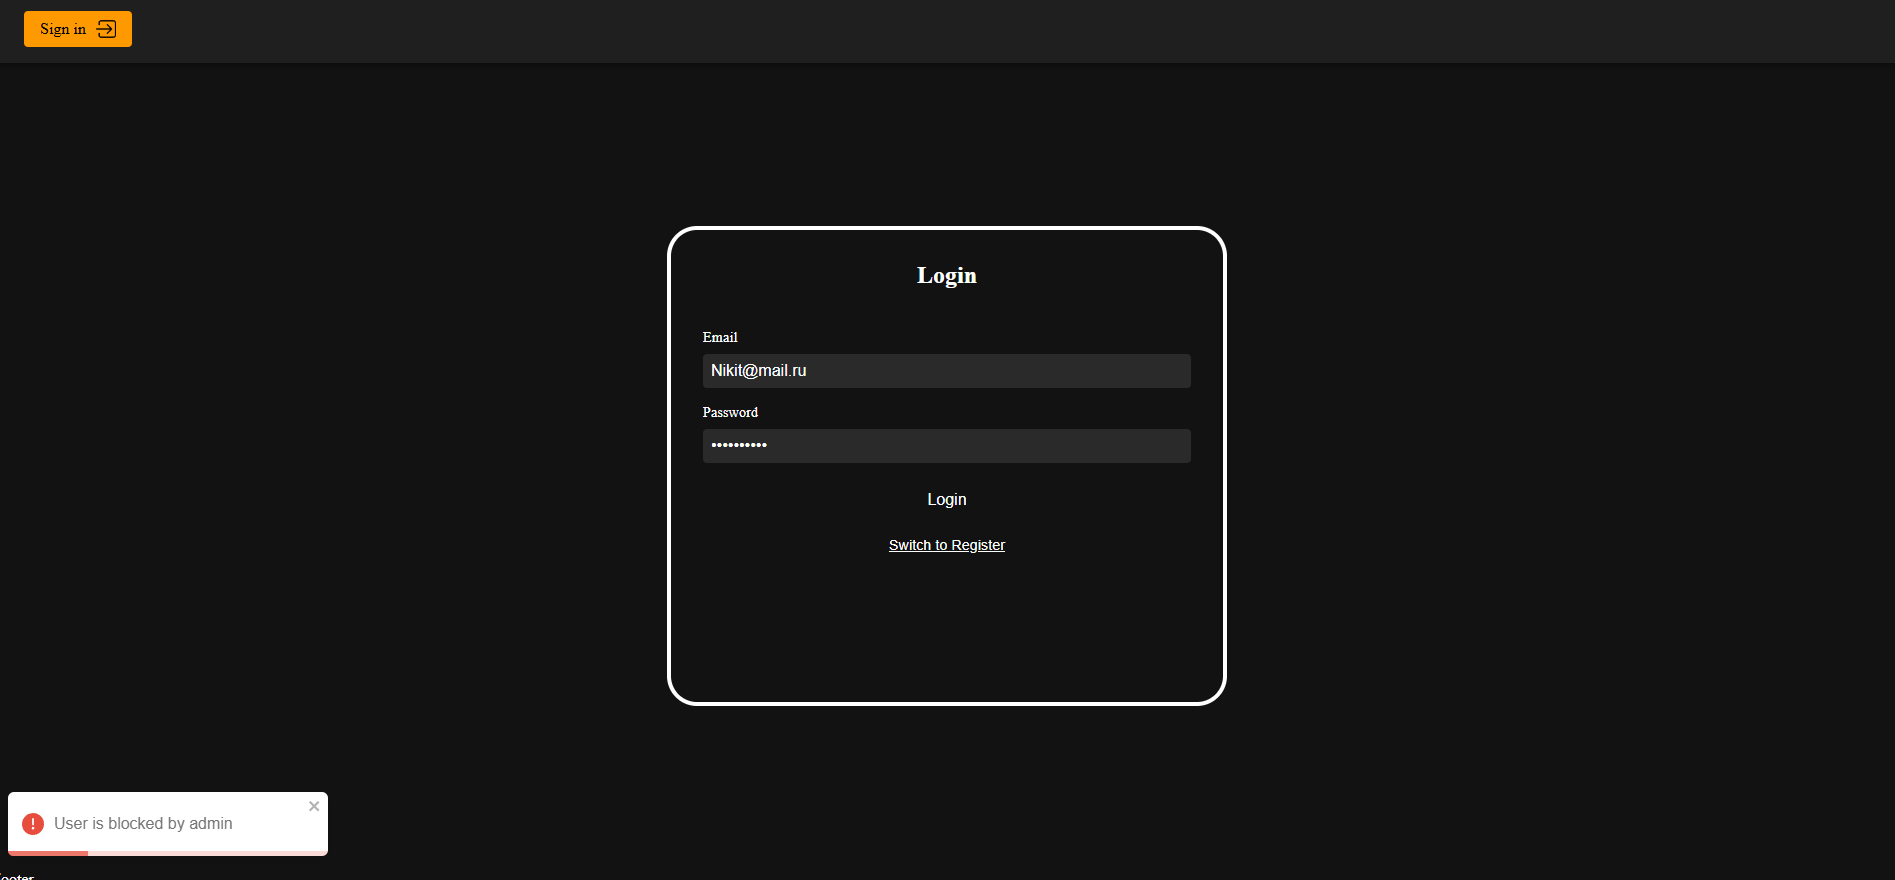 Sign in
Login
Email
Nikit@mail.ru
Password
••••••••••
Login
Switch to Register
User is blocked by admin